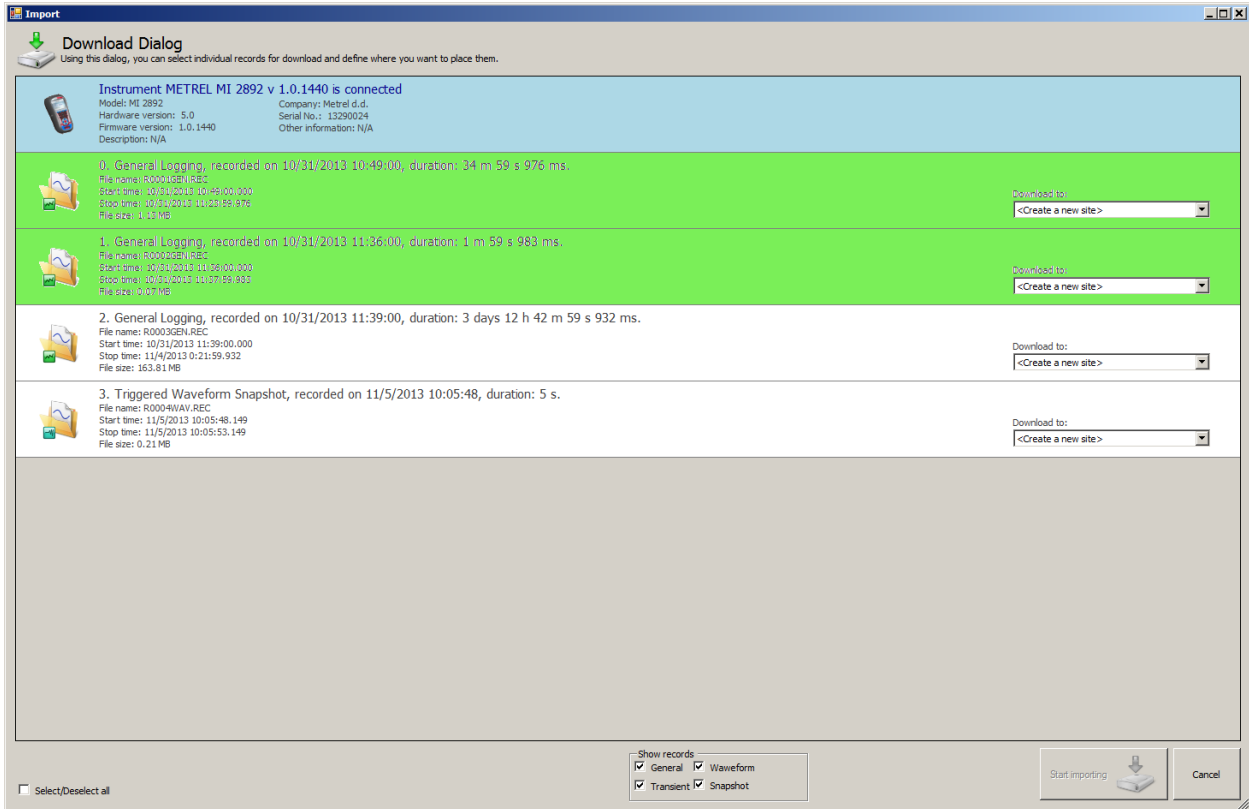 Import
Download Dialog
Using this dialog, you can select individual records for download and define where you want to place them.
Instrument METREL MI 2892 v 1.0.1440 is connected
Model: MI 2892
Company: Metrel d.d.
Hardware version: 5.0
Serial No.: 13290024
Firmware version: 1.0.1440
Other information: N/A
Description: N/A
0. General Logging, recorded on 10/31/2013 10:49:00, duration: 34 m 59 s 976 ms.
File name: R0001GEN.REC
Start time: 10/31/2013 10:49:00.000
Stop time: 10/31/2013 11:23:59.976
File size: 1.13 MB
Download to:
<Create a new site>
1. General Logging, recorded on 10/31/2013 11:36:00, duration: 1 m 59 s 983 ms.
File name: R0002GEN.REC
Start time: 10/31/2013 11:36:00.000
Stop time: 10/31/2013 11:37:59.983
File size: 0.07 MB
Download to:
<Create a new site>
2. General Logging, recorded on 10/31/2013 11:39:00, duration: 3 days 12 h 42 m 59 s 932 ms.
File name: R0003GEN.REC
Start time: 10/31/2013 11:39:00.000
Stop time: 11/4/2013 0:21:59.932
File size: 163.81 MB
Download to:
<Create a new site>
3. Triggered Waveform Snapshot, recorded on 11/5/2013 10:05:48, duration: 5 s.
File name: R0004WAV.REC
Start time: 11/5/2013 10:05:48.149
Stop time: 11/5/2013 10:05:53.149
File size: 0.21 MB
Download to:
<Create a new site>
Show records
General
Waweform
Transient
Snapshot
Select/Deselect all
Start importing
Cancel